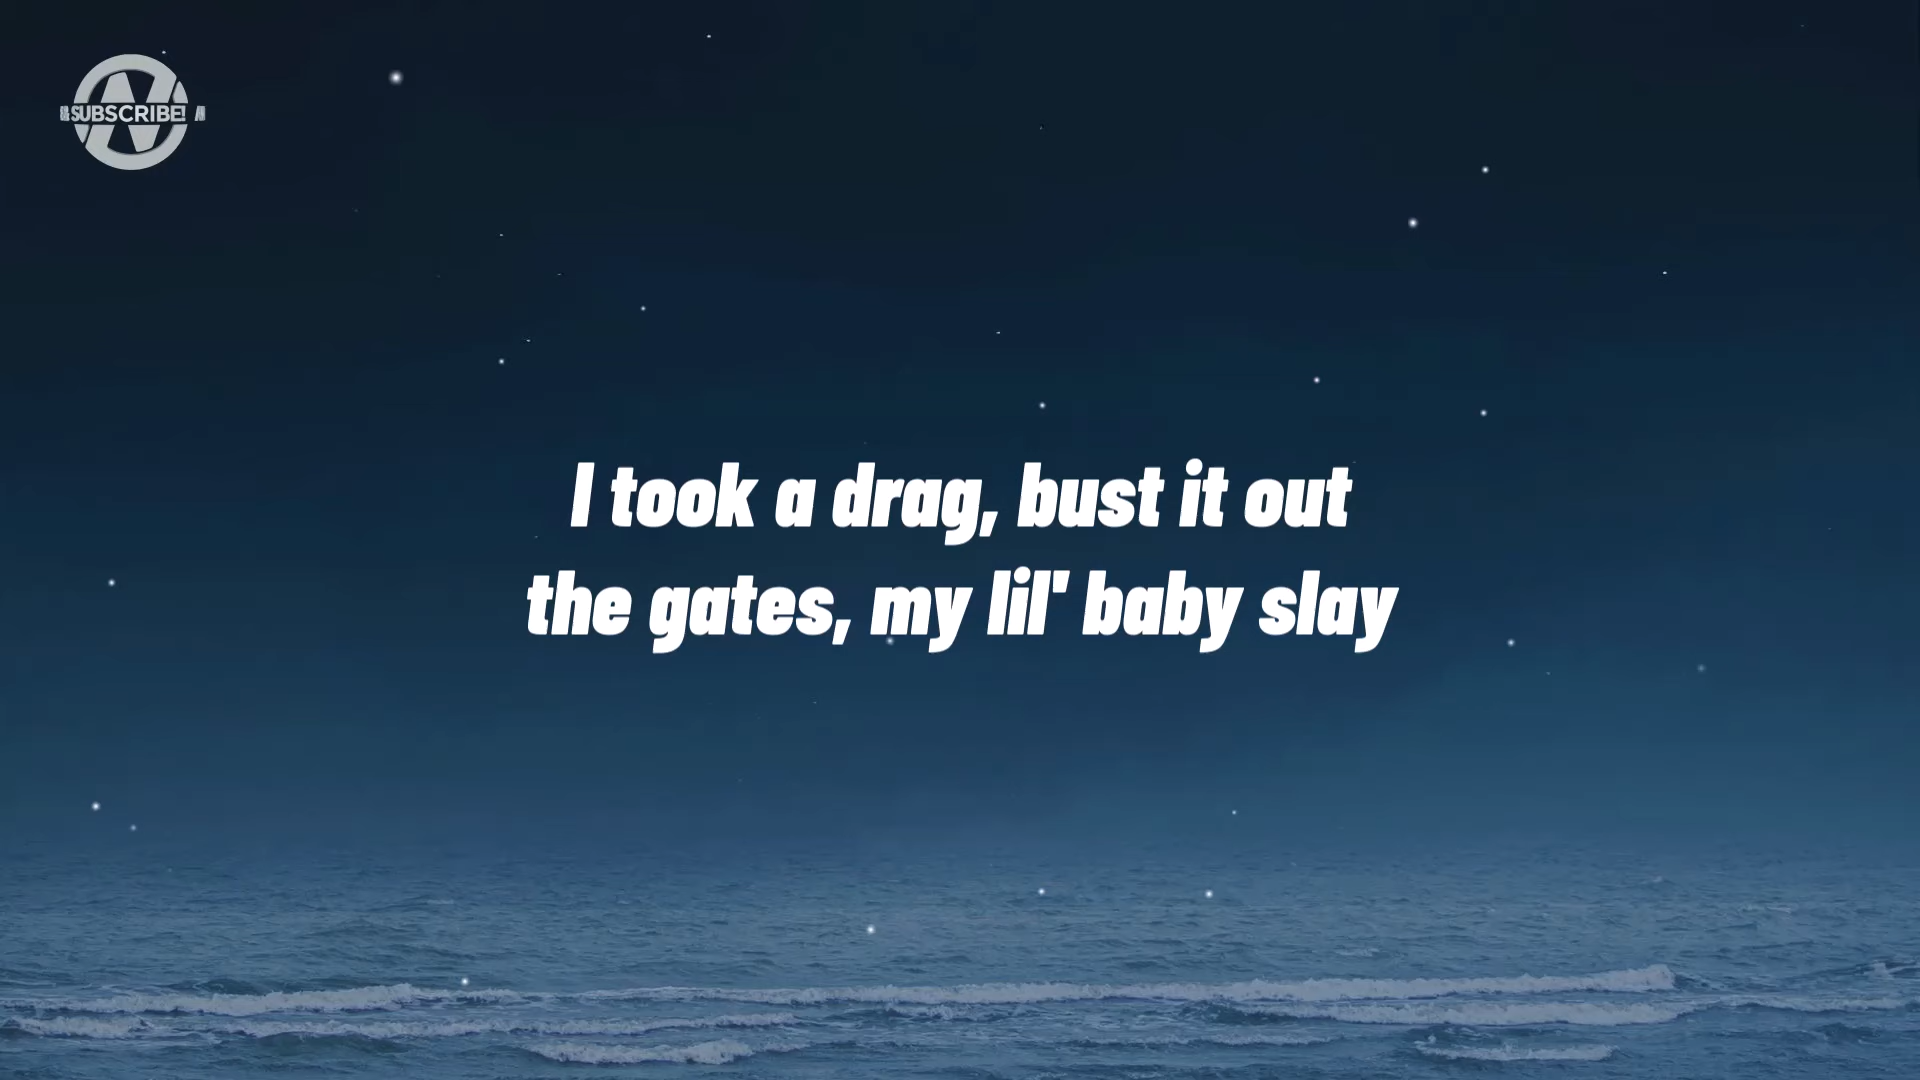 SUBSCRIBE!
I took a drag, bust it out
the gates, my lil' baby slay